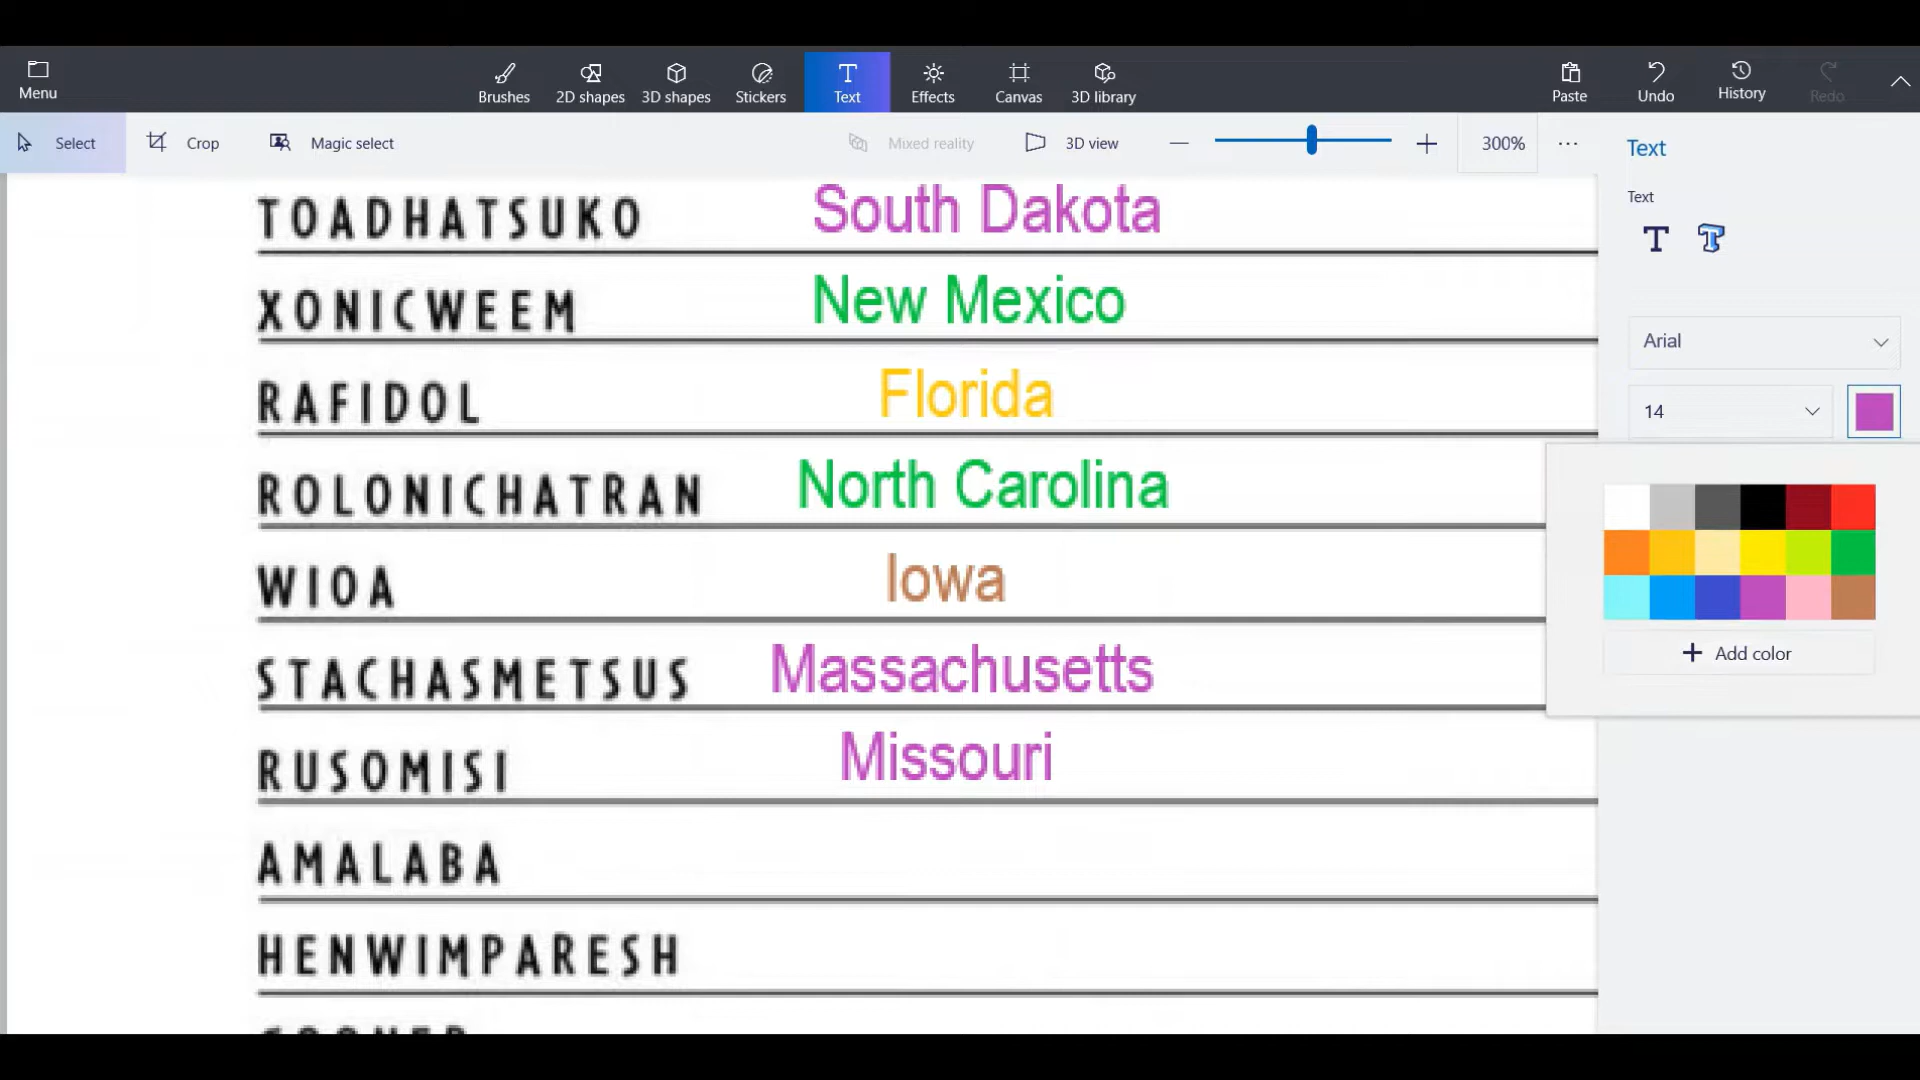 Menu
Brushes
2D shapes
3D shapes
Stickers
Text
Effects
Canvas
3D library
Paste
Undo
History
Redo
Select
Crop
Magic select
Mixed reality
3D view
300%
Text
Text
Arial
14
Add color
TOADHATSUKO South Dakota
XONICWEEM New Mexico
RAFIDOL Florida
ROLONICHATRAN North Carolina
WIOA Iowa
STACHASMETSUS Massachusetts
RUSOMISI Missouri
AMALABA
HENWIMPARESH